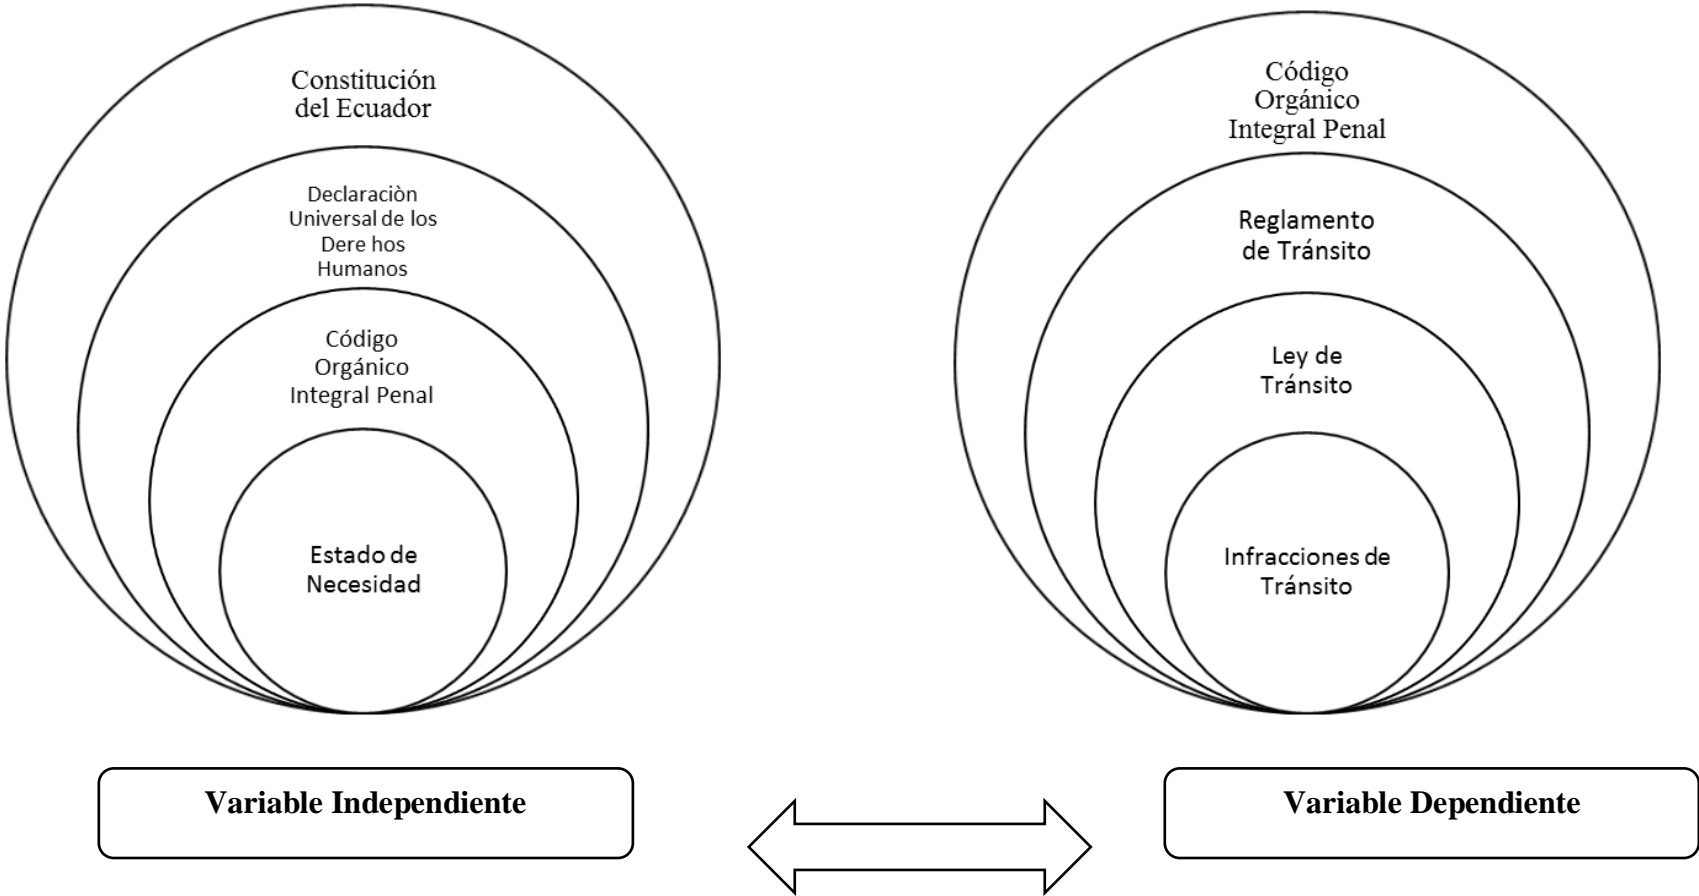 Constitución
del Ecuador
Declaraciòn
Universal de los
Dere hos
Humanos
Código
Orgánico
Integral Penal
Estado de
Necesidad
Código
Orgánico
Integral Penal
Reglamento
de Tránsito
Ley de
Tránsito
Infracciones de
Tránsito
Variable Independiente
Variable Dependiente